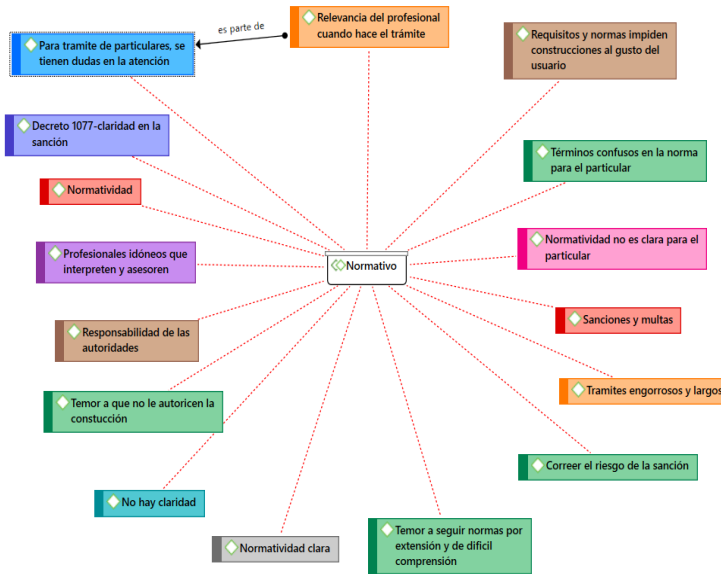 Relevancia del profesional
cuando hace el trámite
es parte de
Para tramite de particulares, se
tienen dudas en la atención
Requisitos y normas impiden
construcciones al gusto del
usuario
Decreto 1077-claridad en la
sanción
Términos confusos en la norma
para el particular
Normatividad
Normatividad no es clara para el
particular
Profesionales idóneos que
interpreten y asesoren
Normativo
Sanciones y multas
Responsabilidad de las
autoridades
Tramites engorrosos y largos
Temor a que no le autoricen la
constucción
Correer el riesgo de la sanción
No hay claridad
Normatividad clara
Temor a seguir normas por
extensión y de dificil
comprensión